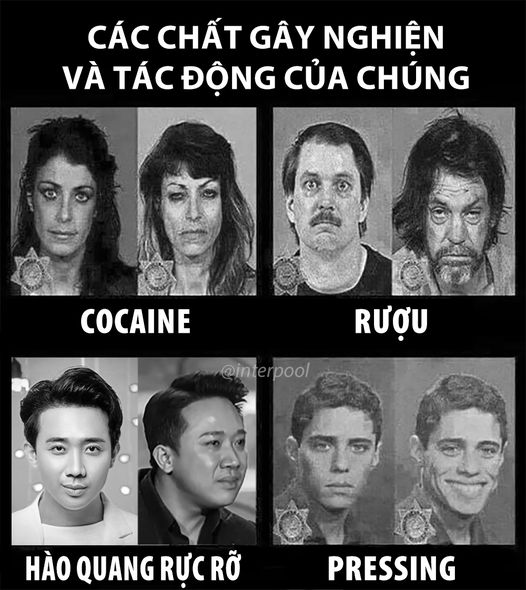 CÁC CHẤT GÂY NGHIỆN
VÀ TÁC ĐỘNG CỦA CHÚNG
COCAINE
RƯỢU
@interpool
HÀO QUANG RỰC RỠ
PRESSING